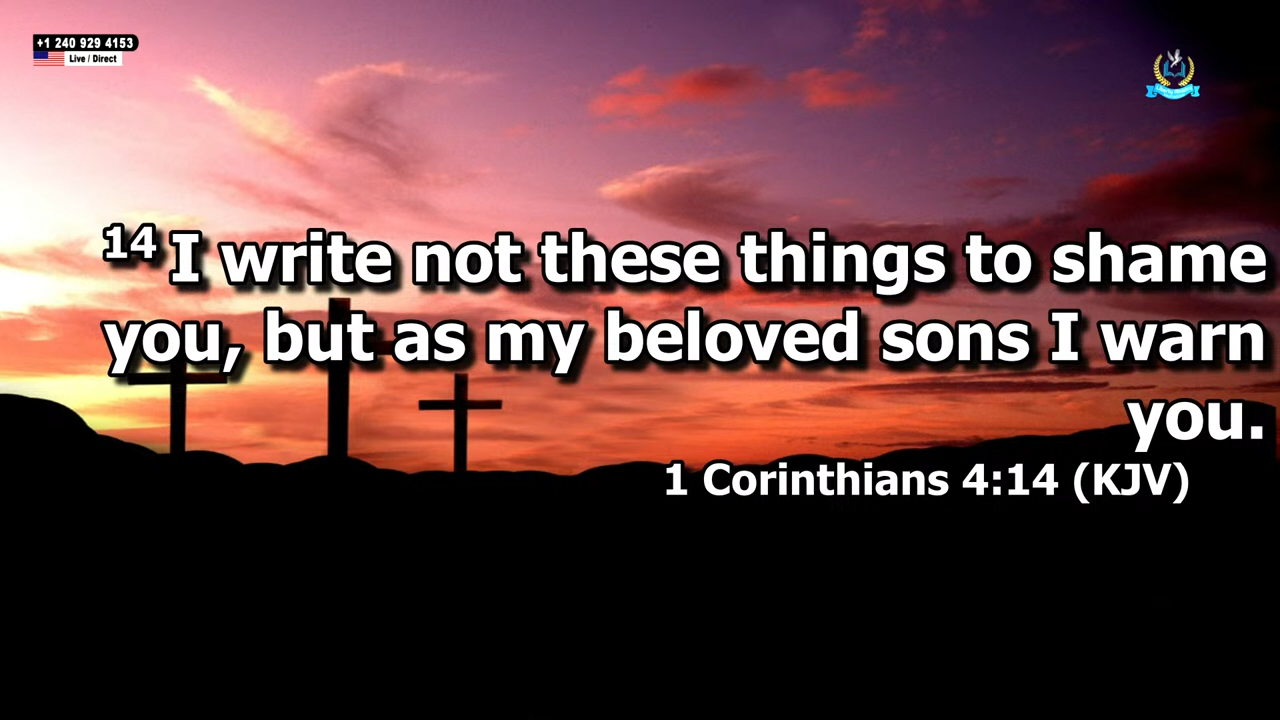 +1 240 929 4153
Live / Direct
14 I write not these things to shame
you, but as my beloved sons I warn
you.
1 Corinthians 4:14 (KJV)